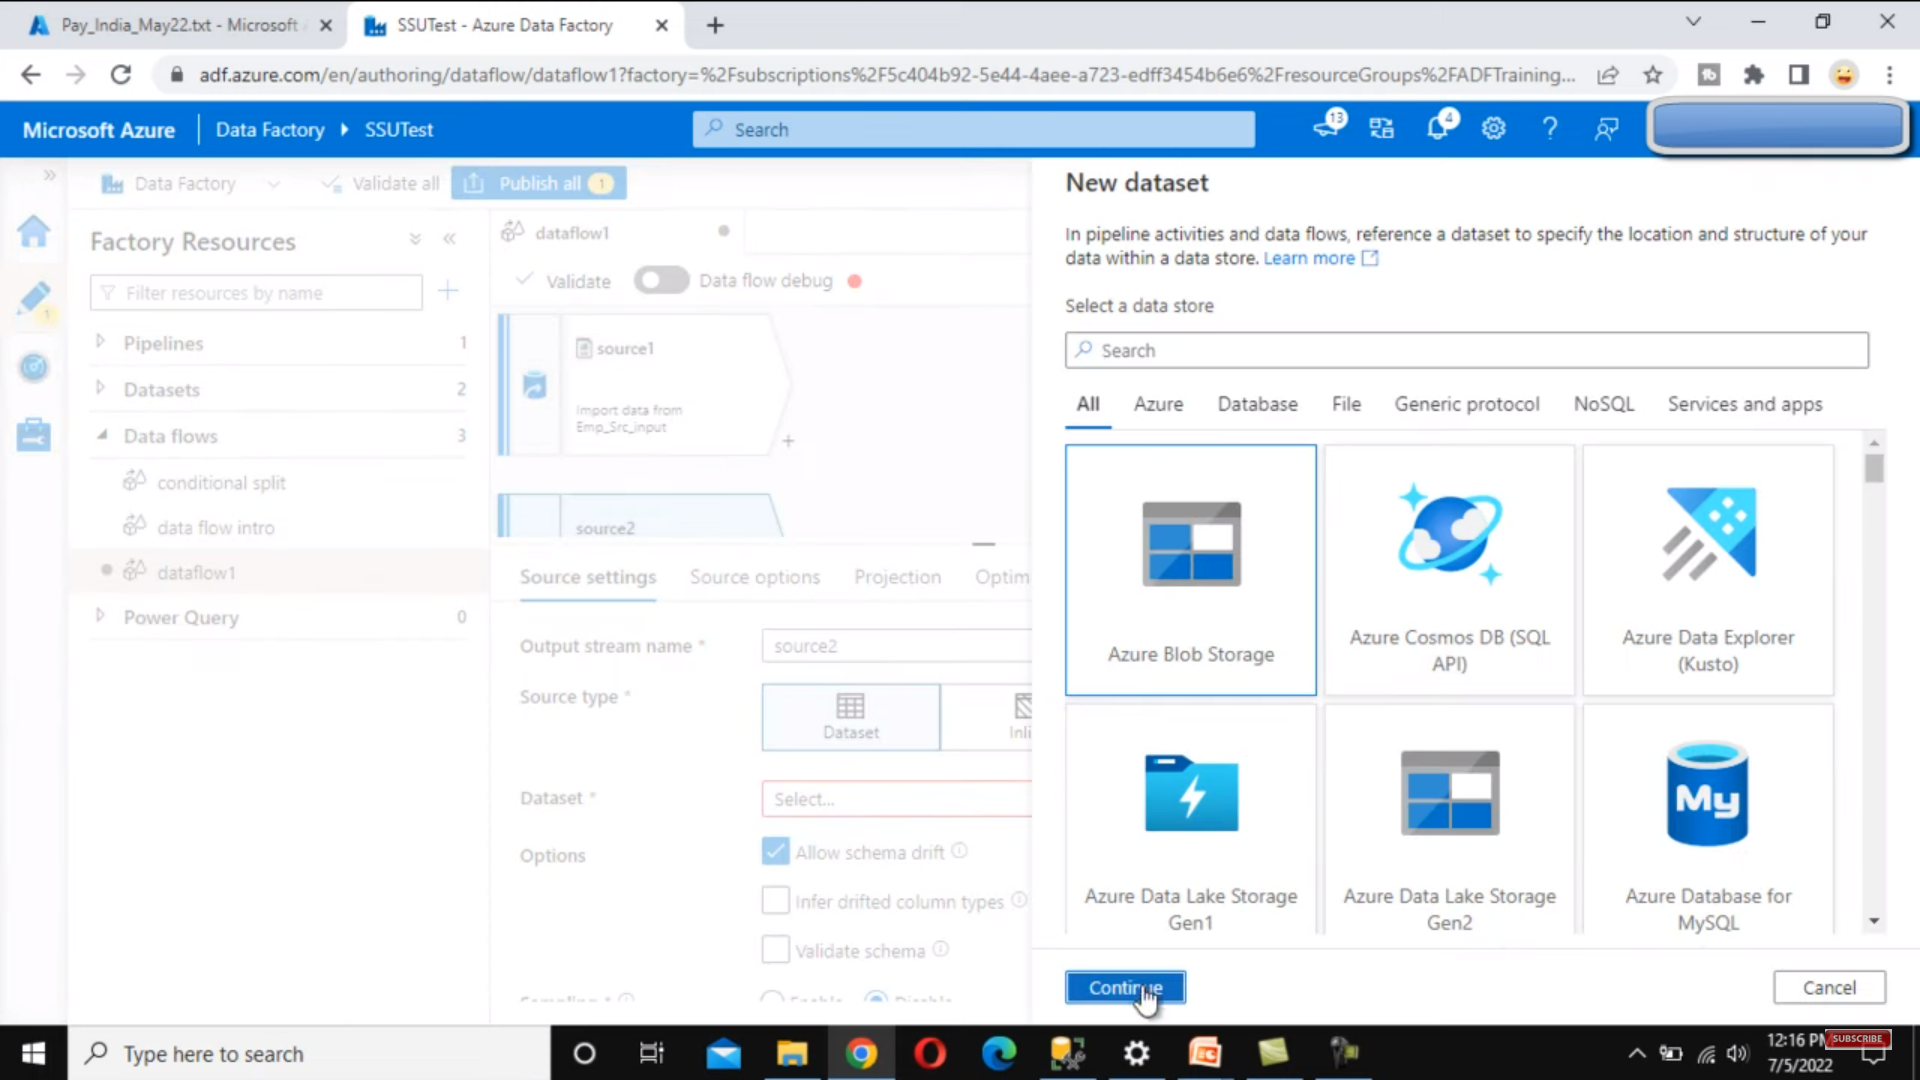 Pay_India_May22.txt - Microsoft
SSUTest - Azure Data Factory
adf.azure.com/en/authoring/dataflow/dataflow1?factory=%2Fsubscriptions%2F5c404b92-5e44-4aee-a723-edff3454b6e6%2FresourceGroups%2FADFTraining...
Microsoft Azure
Data Factory
SSUTest
Search
13
4
Data Factory
Validate all
Publish all
1
Factory Resources
Filter resources by name
Pipelines
1
Datasets
2
Data flows
3
conditional split
data flow intro
dataflow1
Power Query
0
1
dataflow1
Validate
Data flow debug
source1
Import data from
Emp_Src_input
source2
Source settings
Source options
Projection
Optim
Output stream name *
source2
Source type *
Dataset
Inli
Dataset *
Select...
Options
Allow schema drift
Infer drifted column types
Validate schema
New dataset
In pipeline activities and data flows, reference a dataset to specify the location and structure of your
data within a data store. Learn more
Select a data store
Search
All
Azure
Database
File
Generic protocol
NoSQL
Services and apps
Azure Blob Storage
Azure Cosmos DB (SQL
API)
Azure Data Explorer
(Kusto)
My
Azure Data Lake Storage
Gen1
Azure Data Lake Storage
Gen2
Azure Database for
MySQL
Continue
Cancel
Type here to search
12:16 PM
7/5/2022
SUBSCRIBE